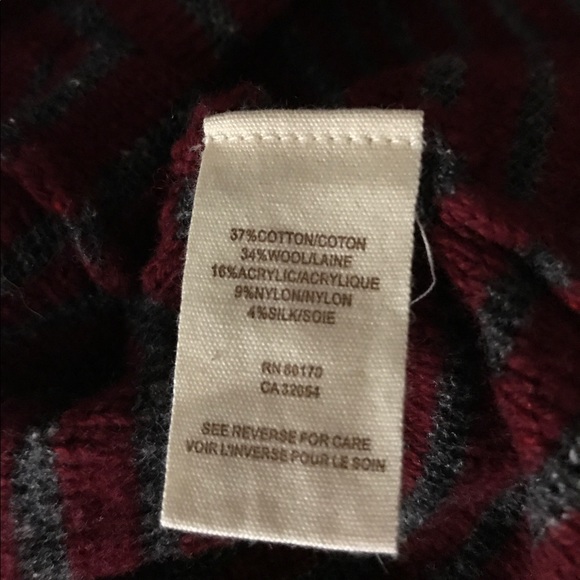 37%COTTON/COTON
34%WOOL/LAINE
16%ACRYLIC/ACRYLIQUE
9%NYLON/NYLON
4%SILK/SOIE
RN 80170
CA 32054
SEE REVERSE FOR CARE
VOIR L'INVERSE POUR LE SOIN